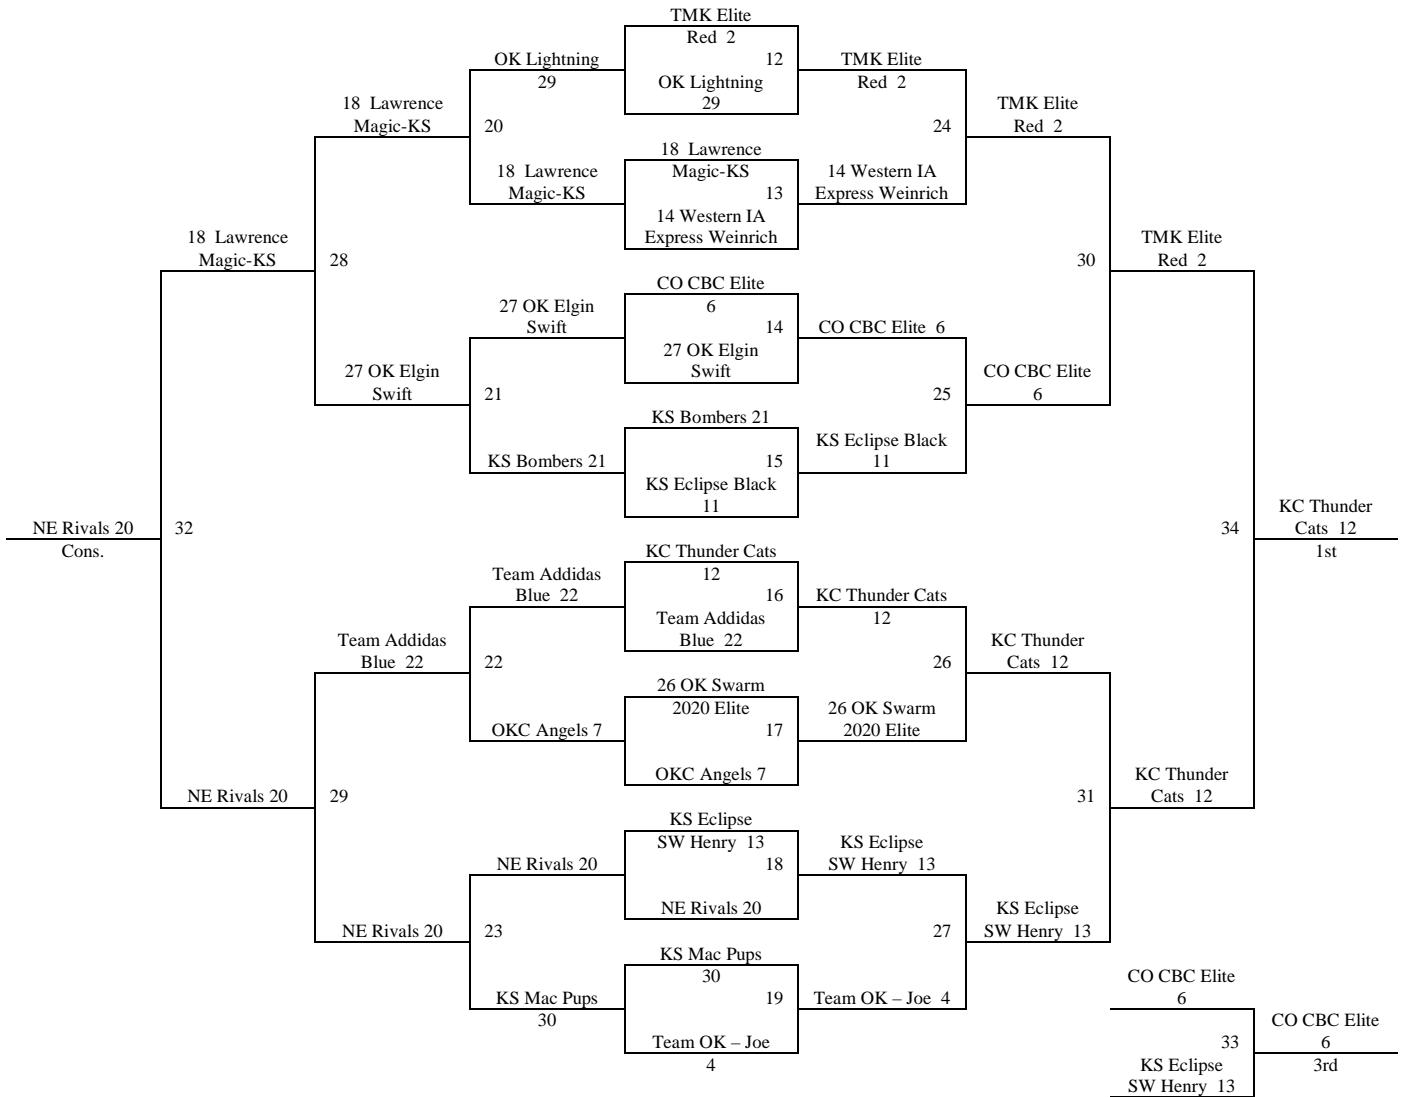 TMK Elite
Red  2
12
OK Lightning
29
OK Lightning
29
TMK Elite
Red  2
18  Lawrence
Magic-KS
20
24
TMK Elite
Red  2
18  Lawrence
Magic-KS
18  Lawrence
Magic-KS
13
14 Western IA
Express Weinrich
14 Western IA
Express Weinrich
18  Lawrence
Magic-KS
28
30
TMK Elite
Red  2
27 OK Elgin
Swift
CO CBC Elite
6
14
27 OK Elgin
Swift
CO CBC Elite  6
27 OK Elgin
Swift
21
25
CO CBC Elite
6
KS Bombers 21
KS Bombers 21
15
KS Eclipse Black
11
KS Eclipse Black
11
NE Rivals 20
Cons.
32
34
KC Thunder
Cats  12
1st
Team Addidas
Blue  22
KC Thunder Cats
12
16
Team Addidas
Blue  22
KC Thunder Cats
12
Team Addidas
Blue  22
22
26
KC Thunder
Cats  12
OKC Angels 7
26 OK Swarm
2020 Elite
17
OKC Angels 7
26 OK Swarm
2020 Elite
NE Rivals 20
29
31
KC Thunder
Cats  12
NE Rivals 20
KS Eclipse
SW Henry  13
18
NE Rivals 20
KS Eclipse
SW Henry  13
NE Rivals 20
23
27
KS Eclipse
SW Henry  13
KS Mac Pups
30
KS Mac Pups
30
19
Team OK – Joe
4
Team OK – Joe  4
CO CBC Elite
6
33
KS Eclipse
SW Henry  13
CO CBC Elite
6
3rd